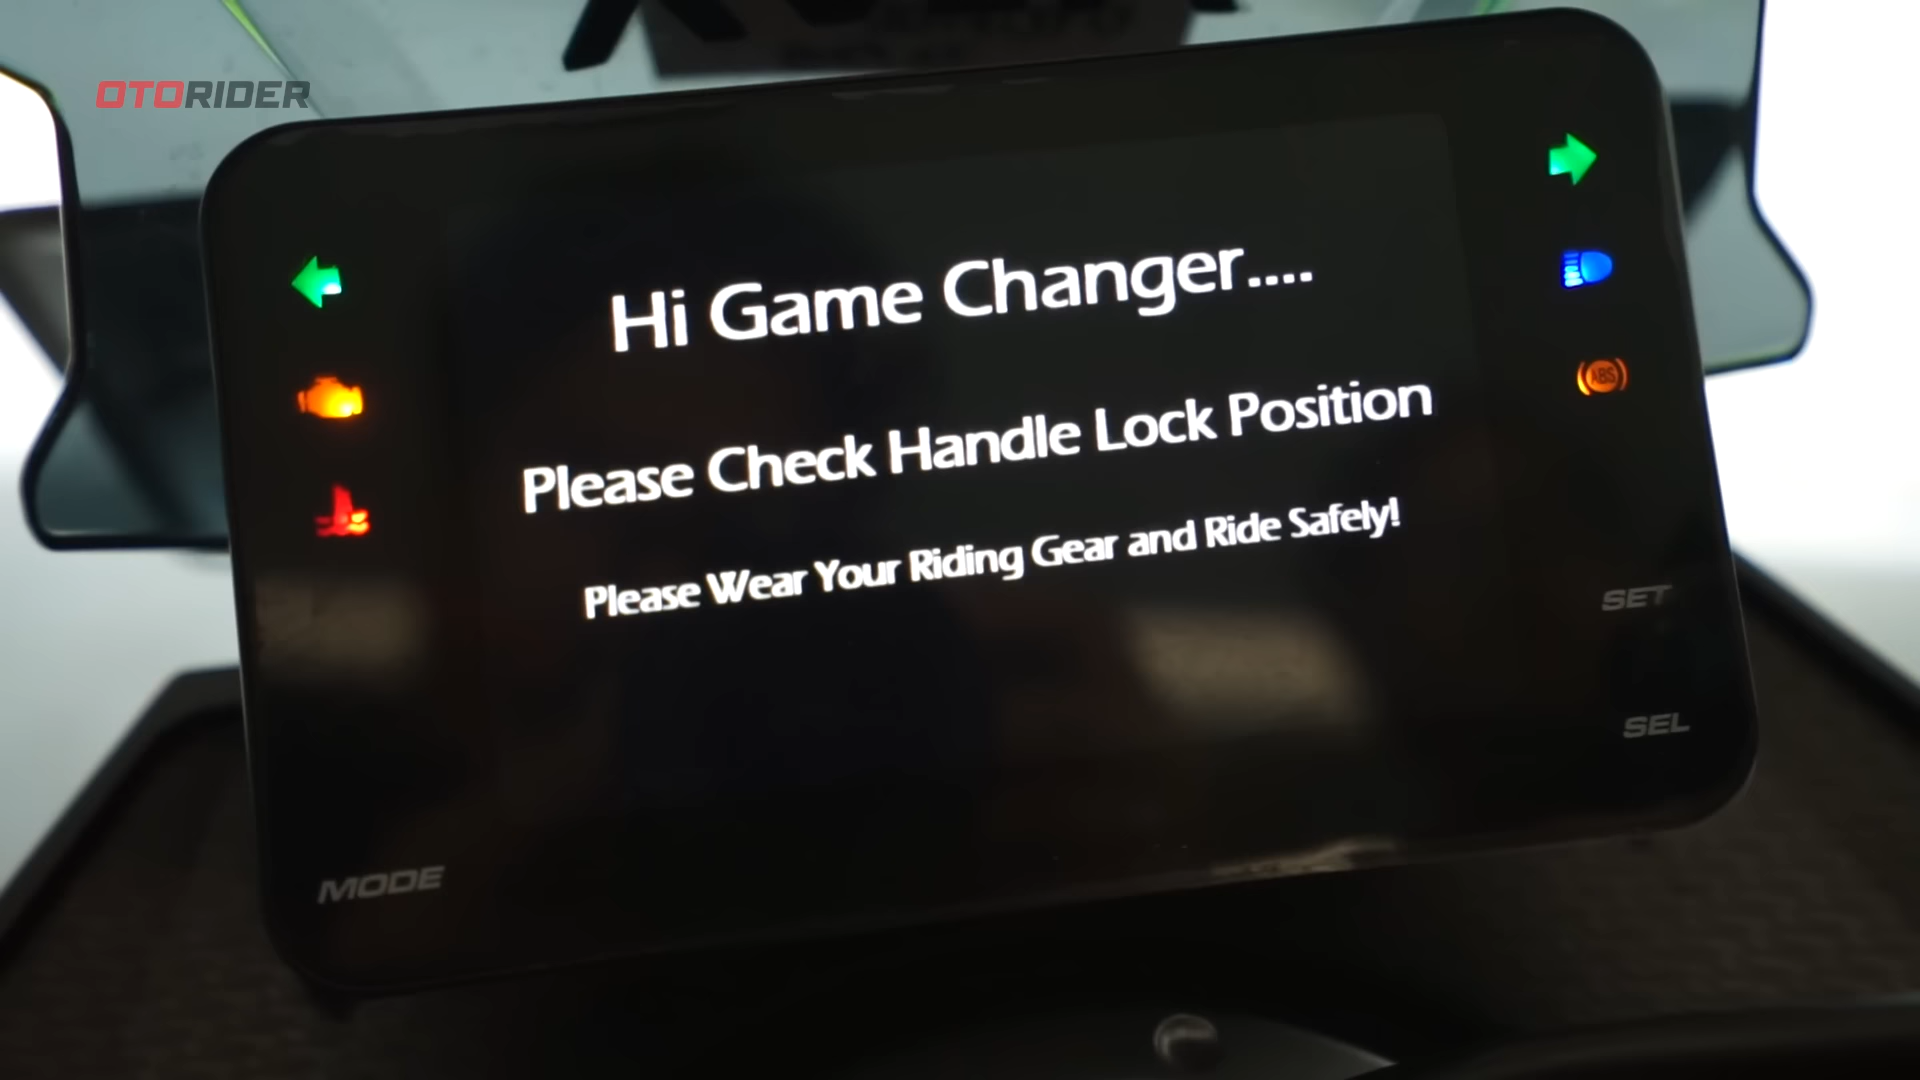 OTORIDER
Hi Game Changer....
Please Check Handle Lock Position
Please Wear Your Riding Gear and Ride Safely!
ABS
SET
SEL
MODE